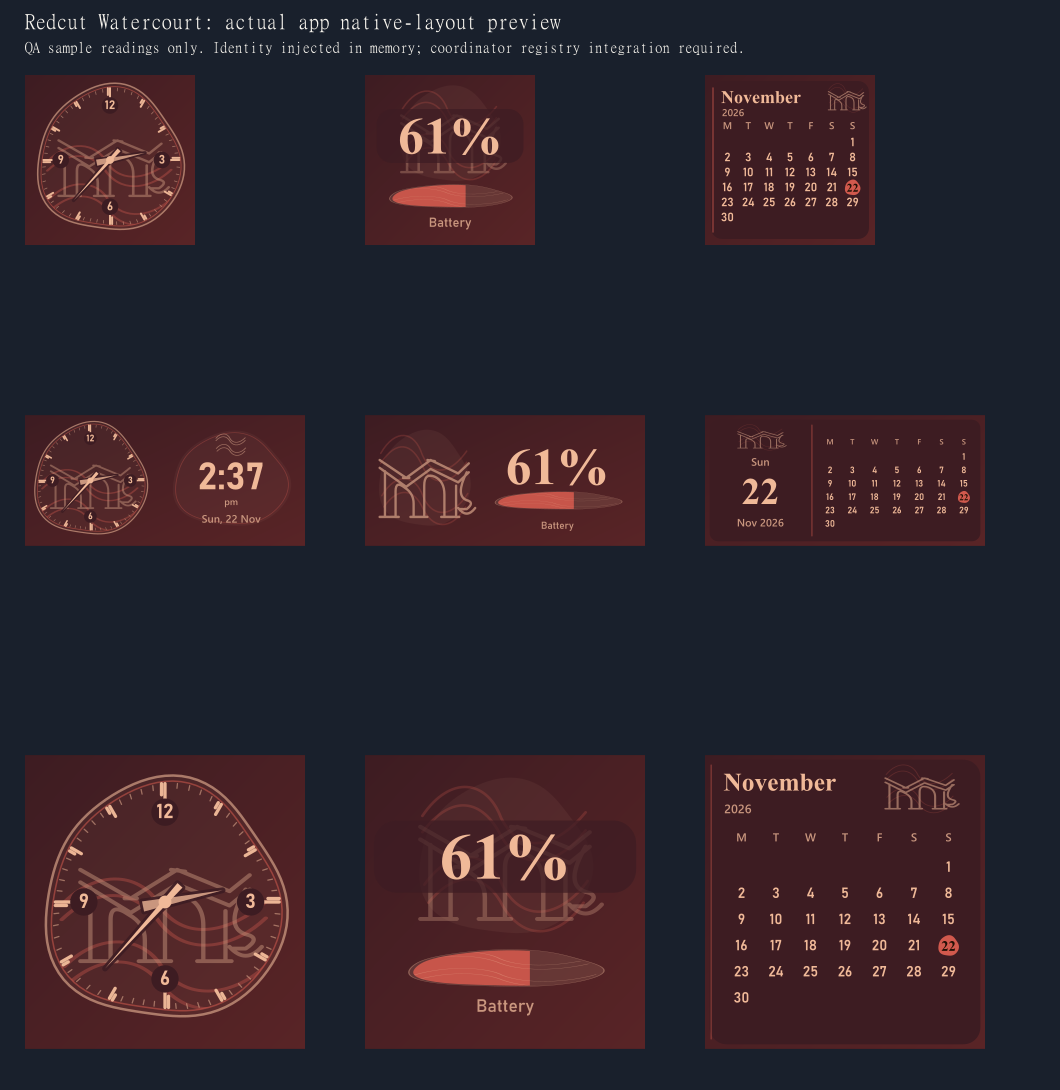 Redcut Watercourt: actual app native-layout preview
QA sample readings only. Identity injected in memory; coordinator registry integration required.
12
9 3
6
61%
Battery
November
2026
M T W T F S S
1
2 3 4 5 6 7 8
9 10 11 12 13 14 15
16 17 18 19 20 21 22
23 24 25 26 27 28 29
30
12
9 3
6
2:37
pm
Sun, 22 Nov
61%
Battery
Sun
22
Nov 2026
M T W T F S S
1
2 3 4 5 6 7 8
9 10 11 12 13 14 15
16 17 18 19 20 21 22
23 24 25 26 27 28 29
30
12
9 3
6
61%
Battery
November
2026
M T W T F S S
1
2 3 4 5 6 7 8
9 10 11 12 13 14 15
16 17 18 19 20 21 22
23 24 25 26 27 28 29
30